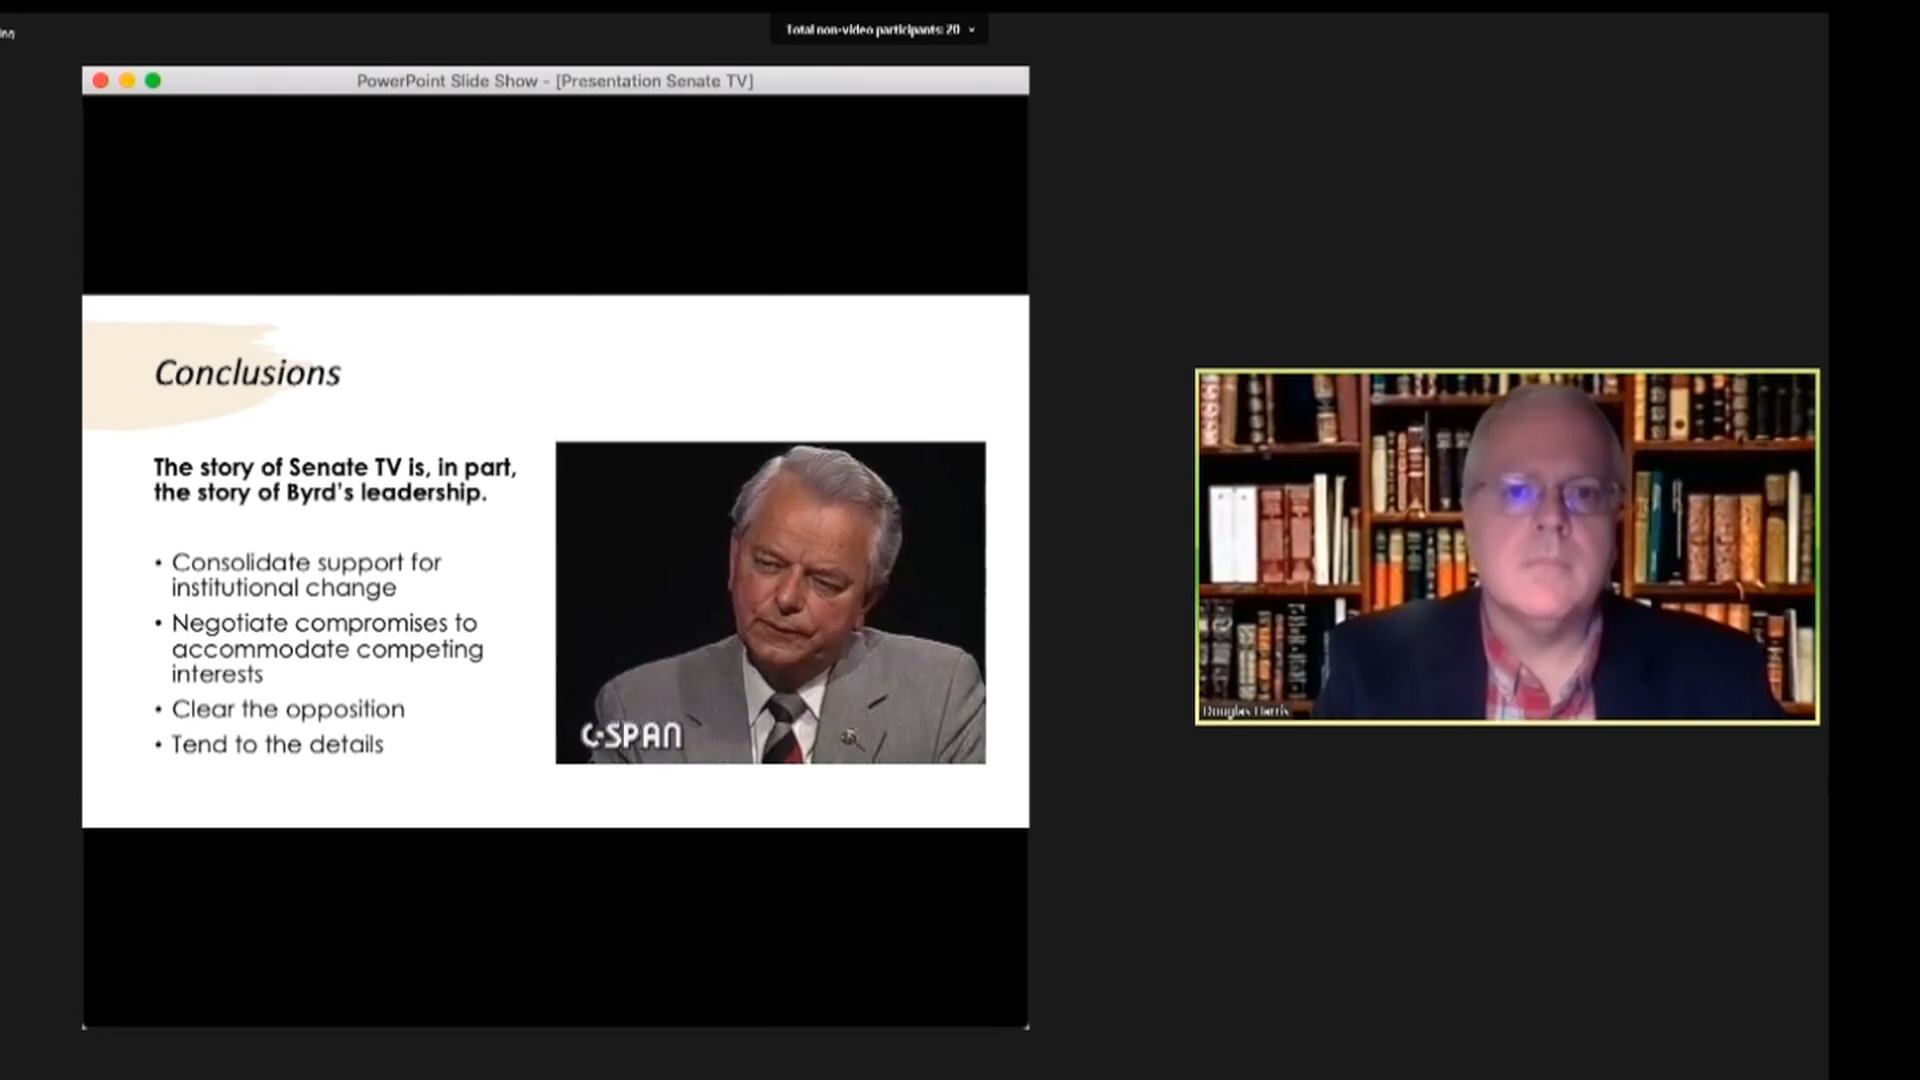 Total non-video participants: 20
PowerPoint Slide Show - [Presentation Senate TV]
Conclusions
The story of Senate TV is, in part,
the story of Byrd's leadership.
• Consolidate support for
institutional change
• Negotiate compromises to
accommodate competing
interests
• Clear the opposition
• Tend to the details
C-SPAN
Douglas Harris